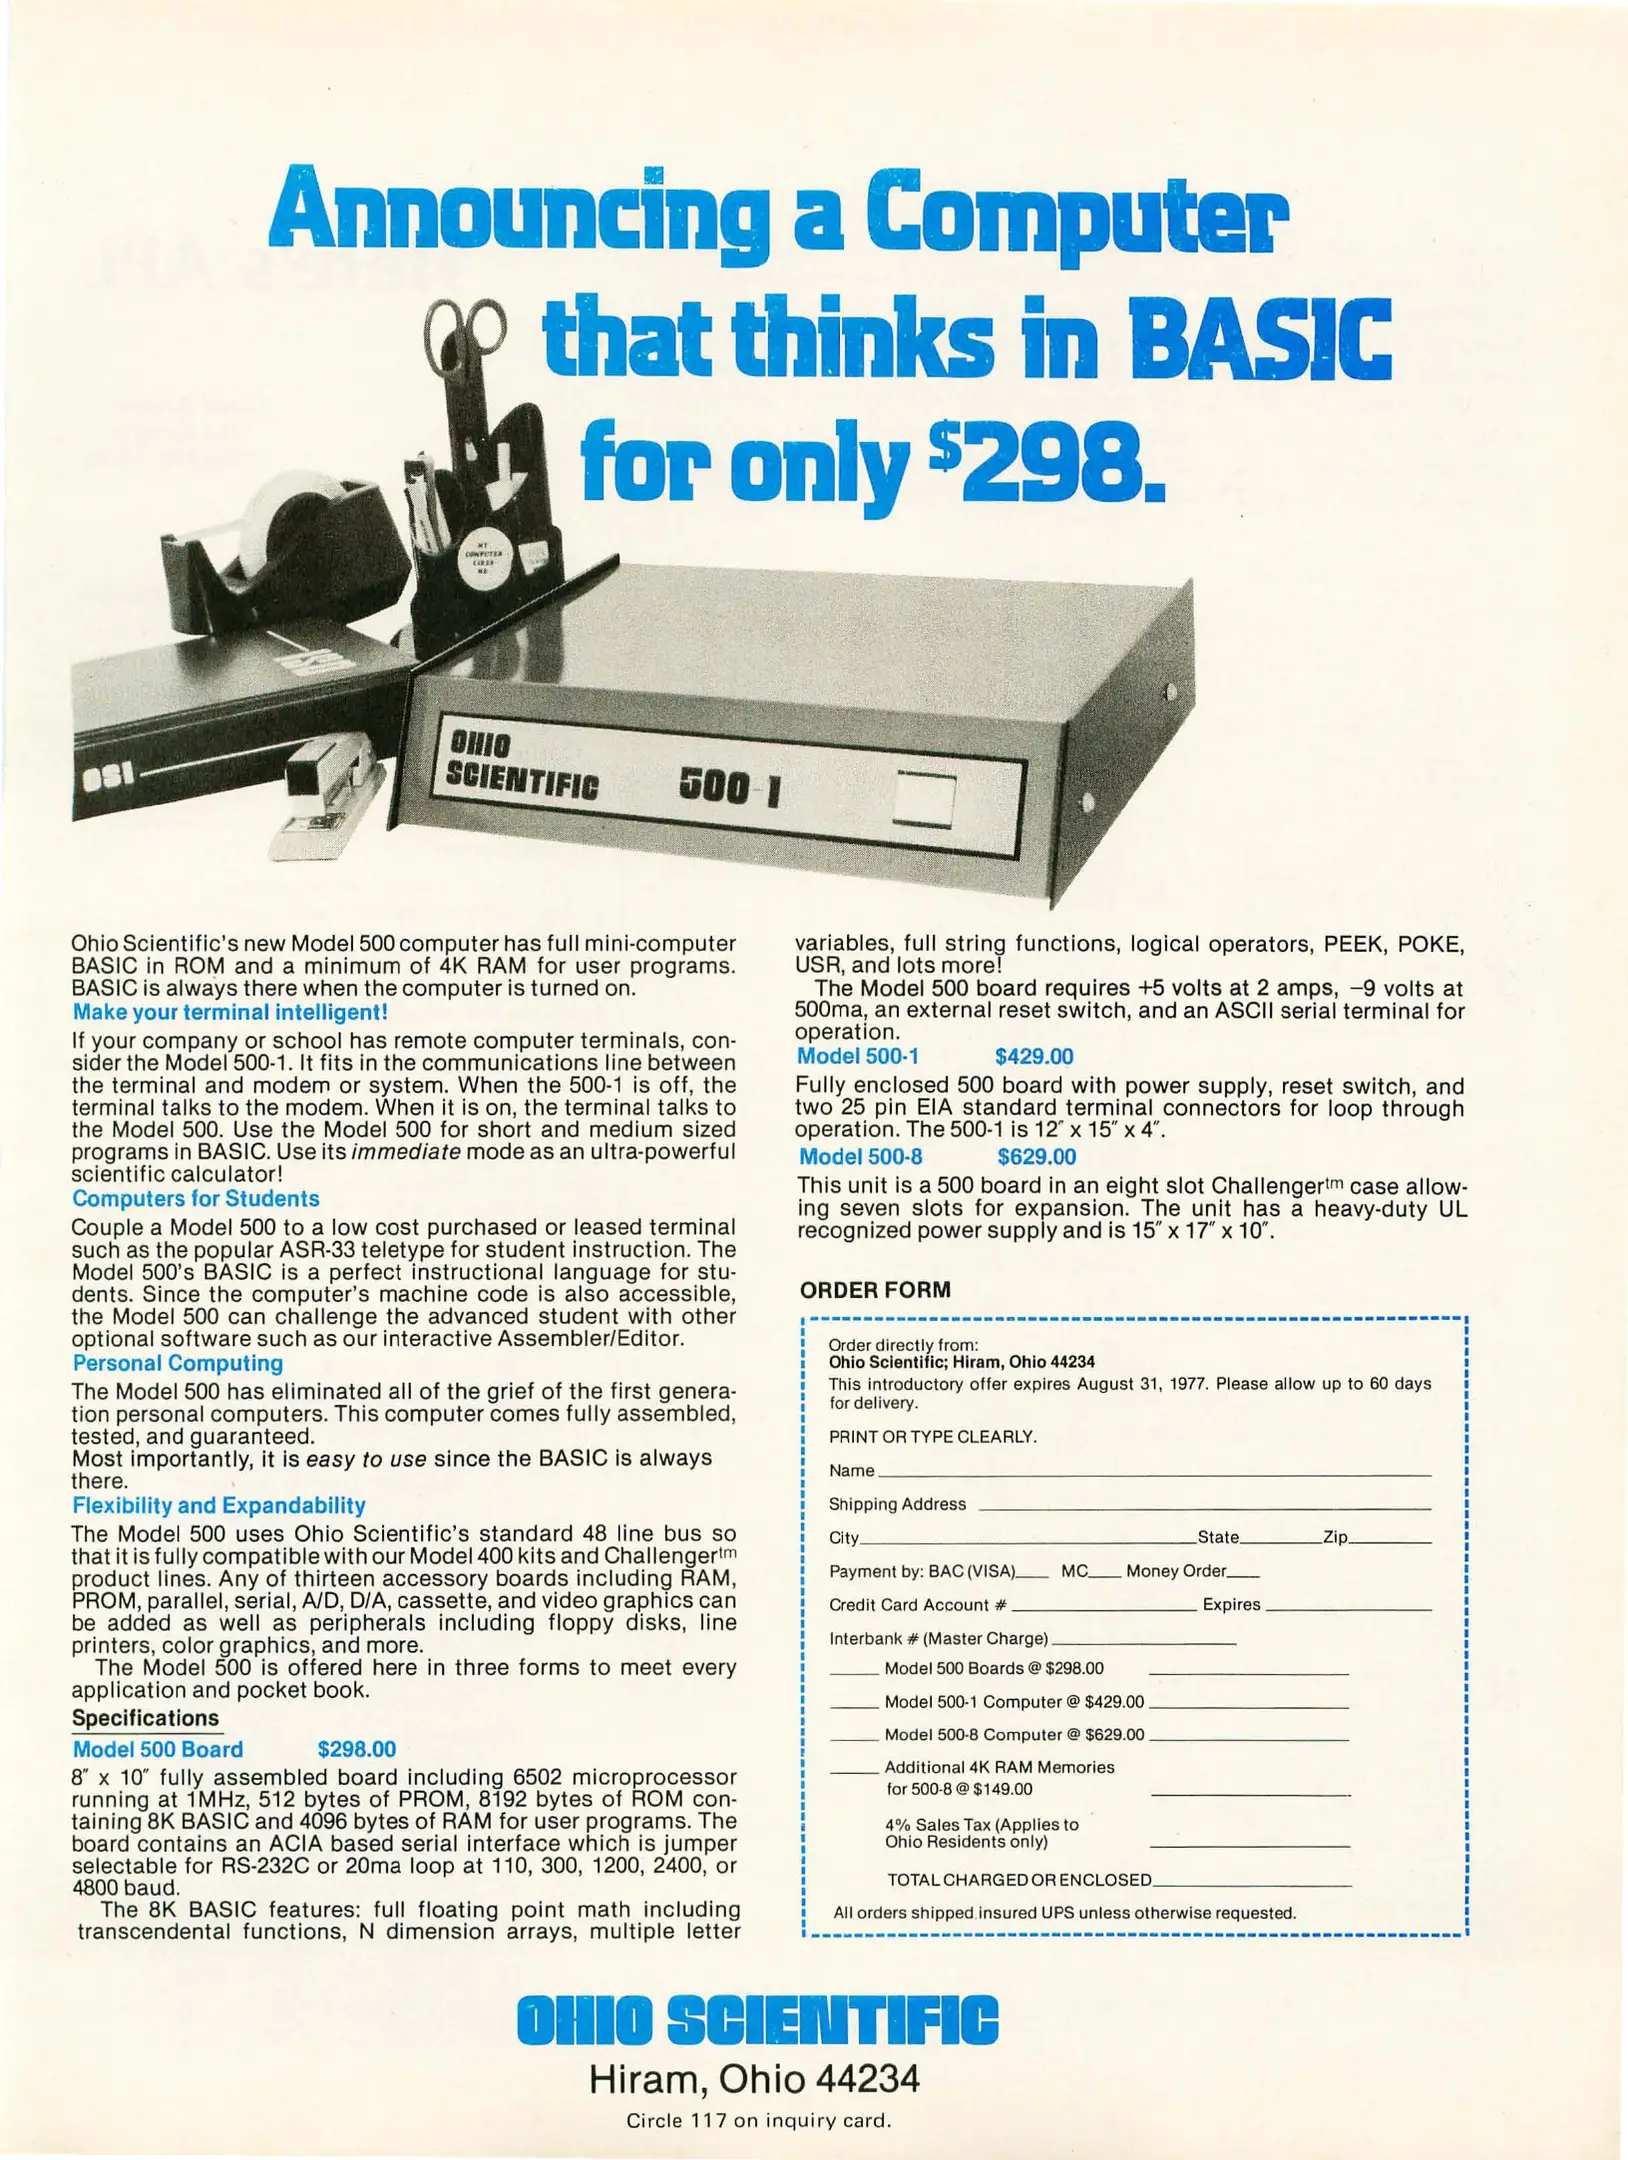 Announcing a Computer
that thinks in BASIC
for only $298.
MY
COMPUTER
LIKES
ME
OSI
OHIO
SCIENTIFIC 500-1
Ohio Scientific's new Model 500 computer has full mini-computer
BASIC in ROM and a minimum of 4K RAM for user programs.
BASIC is always there when the computer is turned on.
Make your terminal intelligent!
If your company or school has remote computer terminals, con-
sider the Model 500-1. It fits in the communications line between
the terminal and modem or system. When the 500-1 is off, the
terminal talks to the modem. When it is on, the terminal talks to
the Model 500. Use the Model 500 for short and medium sized
programs in BASIC. Use its immediate mode as an ultra-powerful
scientific calculator!
Computers for Students
Couple a Model 500 to a low cost purchased or leased terminal
such as the popular ASR-33 teletype for student instruction. The
Model 500's BASIC is a perfect instructional language for stu-
dents. Since the computer's machine code is also accessible,
the Model 500 can challenge the advanced student with other
optional software such as our interactive Assembler/Editor.
Personal Computing
The Model 500 has eliminated all of the grief of the first genera-
tion personal computers. This computer comes fully assembled,
tested, and guaranteed.
Most importantly, it is easy to use since the BASIC is always
there.
Flexibility and Expandability
The Model 500 uses Ohio Scientific's standard 48 line bus so
that it is fully compatible with our Model 400 kits and Challengertm
product lines. Any of thirteen accessory boards including RAM,
PROM, parallel, serial, A/D, D/A, cassette, and video graphics can
be added as well as peripherals including floppy disks, line
printers, color graphics, and more.
The Model 500 is offered here in three forms to meet every
application and pocket book.
Specifications
Model 500 Board $298.00
8" x 10" fully assembled board including 6502 microprocessor
running at 1MHz, 512 bytes of PROM, 8192 bytes of ROM con-
taining 8K BASIC and 4096 bytes of RAM for user programs. The
board contains an ACIA based serial interface which is jumper
selectable for RS-232C or 20ma loop at 110, 300, 1200, 2400, or
4800 baud.
The 8K BASIC features: full floating point math including
transcendental functions, N dimension arrays, multiple letter
variables, full string functions, logical operators, PEEK, POKE,
USR, and lots more!
The Model 500 board requires +5 volts at 2 amps, −9 volts at
500ma, an external reset switch, and an ASCII serial terminal for
operation.
Model 500-1 $429.00
Fully enclosed 500 board with power supply, reset switch, and
two 25 pin EIA standard terminal connectors for loop through
operation. The 500-1 is 12" x 15" x 4".
Model 500-8 $629.00
This unit is a 500 board in an eight slot Challengertm case allow-
ing seven slots for expansion. The unit has a heavy-duty UL
recognized power supply and is 15" x 17" x 10".
ORDER FORM
Order directly from:
Ohio Scientific; Hiram, Ohio 44234
This introductory offer expires August 31, 1977. Please allow up to 60 days
for delivery.
PRINT OR TYPE CLEARLY.
Name
Shipping Address
City State Zip
Payment by: BAC (VISA) MC Money Order
Credit Card Account # Expires
Interbank # (Master Charge)
Model 500 Boards @ $298.00
Model 500-1 Computer @ $429.00
Model 500-8 Computer @ $629.00
Additional 4K RAM Memories
for 500-8 @ $149.00
4% Sales Tax (Applies to
Ohio Residents only)
TOTAL CHARGED OR ENCLOSED
All orders shipped insured UPS unless otherwise requested.
OHIO SCIENTIFIC
Hiram, Ohio 44234
Circle 117 on inquiry card.